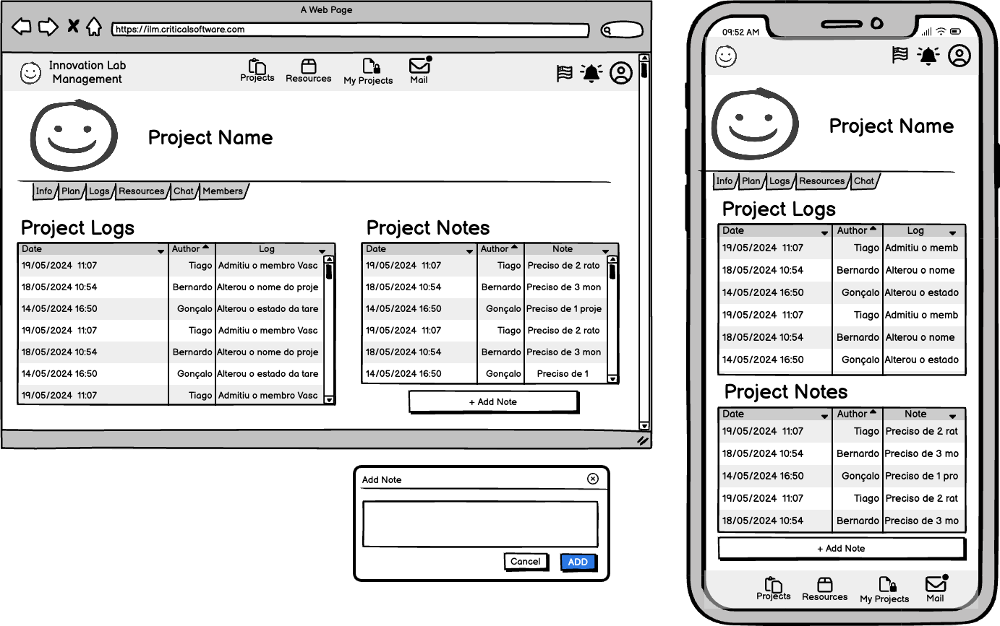 A Web Page
https://ilm.criticalsoftware.com
Innovation Lab
Management
Projects
Resources
My Projects
Mail
Project Name
Info
Plan
Logs
Resources
Chat
Members
Project Logs
Date Author Log
19/05/2024 11:07 Tiago Admitiu o membro Vasc
18/05/2024 10:54 Bernardo Alterou o nome do proje
14/05/2024 16:50 Gonçalo Alterou o estado da tare
19/05/2024 11:07 Tiago Admitiu o membro Vasc
18/05/2024 10:54 Bernardo Alterou o nome do proje
14/05/2024 16:50 Gonçalo Alterou o estado da tare
19/05/2024 11:07 Tiago Admitiu o membro Vasc
Project Notes
Date Author Note
19/05/2024 11:07 Tiago Preciso de 2 rato
18/05/2024 10:54 Bernardo Preciso de 3 mon
14/05/2024 16:50 Gonçalo Preciso de 1 proje
19/05/2024 11:07 Tiago Preciso de 2 rato
18/05/2024 10:54 Bernardo Preciso de 3 mon
14/05/2024 16:50 Gonçalo Preciso de 1
+ Add Note
Add Note
Cancel
ADD
09:52 AM
Project Name
Info
Plan
Logs
Resources
Chat
Project Logs
Date Author Log
19/05/2024 11:07 Tiago Admitiu o memb
18/05/2024 10:54 Bernardo Alterou o nome
14/05/2024 16:50 Gonçalo Alterou o estado
19/05/2024 11:07 Tiago Admitiu o memb
18/05/2024 10:54 Bernardo Alterou o nome
14/05/2024 16:50 Gonçalo Alterou o estado
Project Notes
Date Author Note
19/05/2024 11:07 Tiago Preciso de 2 rat
18/05/2024 10:54 Bernardo Preciso de 3 mo
14/05/2024 16:50 Gonçalo Preciso de 1 pro
19/05/2024 11:07 Tiago Preciso de 2 rat
18/05/2024 10:54 Bernardo Preciso de 3 mo
+ Add Note
Projects
Resources
My Projects
Mail